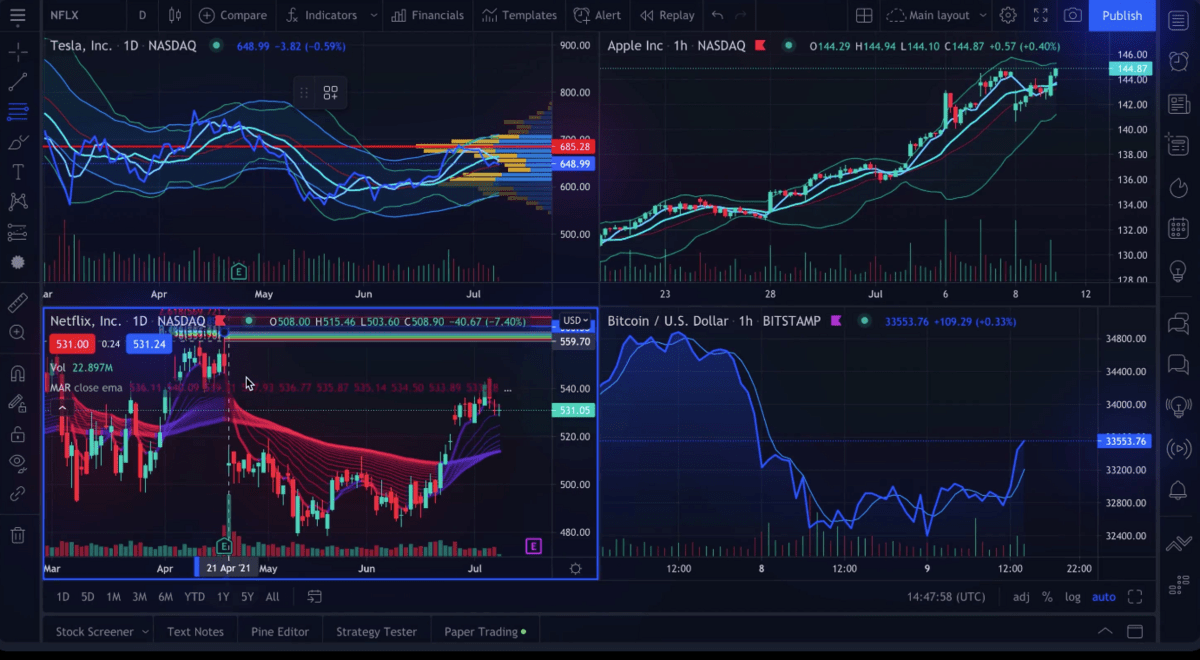 NFLX D Compare Indicators Financials Templates Alert Replay Main layout Publish
Tesla, Inc. · 1D · NASDAQ 648.99 −3.82 (−0.59%)
900.00
800.00
685.28
648.99
600.00
500.00
E
ar Apr May Jun Jul
Apple Inc · 1h · NASDAQ O144.29 H144.94 L144.10 C144.87 +0.57 (+0.40%)
146.00
144.87
144.00
142.00
140.00
138.00
136.00
134.00
132.00
130.00
128.00
23 28 Jul 6 8 12
Netflix, Inc. · 1D · NASDAQ O508.00 H515.46 L503.60 C508.90 −40.67 (−7.40%)
USD
531.00 0.24 531.24
559.70
Vol 22.897M
MAR close ema 536.77 535.87 535.14 534.50 533.89 ...
540.00
531.05
520.00
500.00
480.00
E E
Mar Apr 21 Apr '21 May Jun Jul
Bitcoin / U.S. Dollar · 1h · BITSTAMP 33553.76 +109.29 (+0.33%)
34800.00
34400.00
34000.00
33553.76
33200.00
32800.00
32400.00
12:00 8 12:00 9 12:00 22:00
1D 5D 1M 3M 6M YTD 1Y 5Y All 14:47:58 (UTC) adj % log auto
Stock Screener Text Notes Pine Editor Strategy Tester Paper Trading